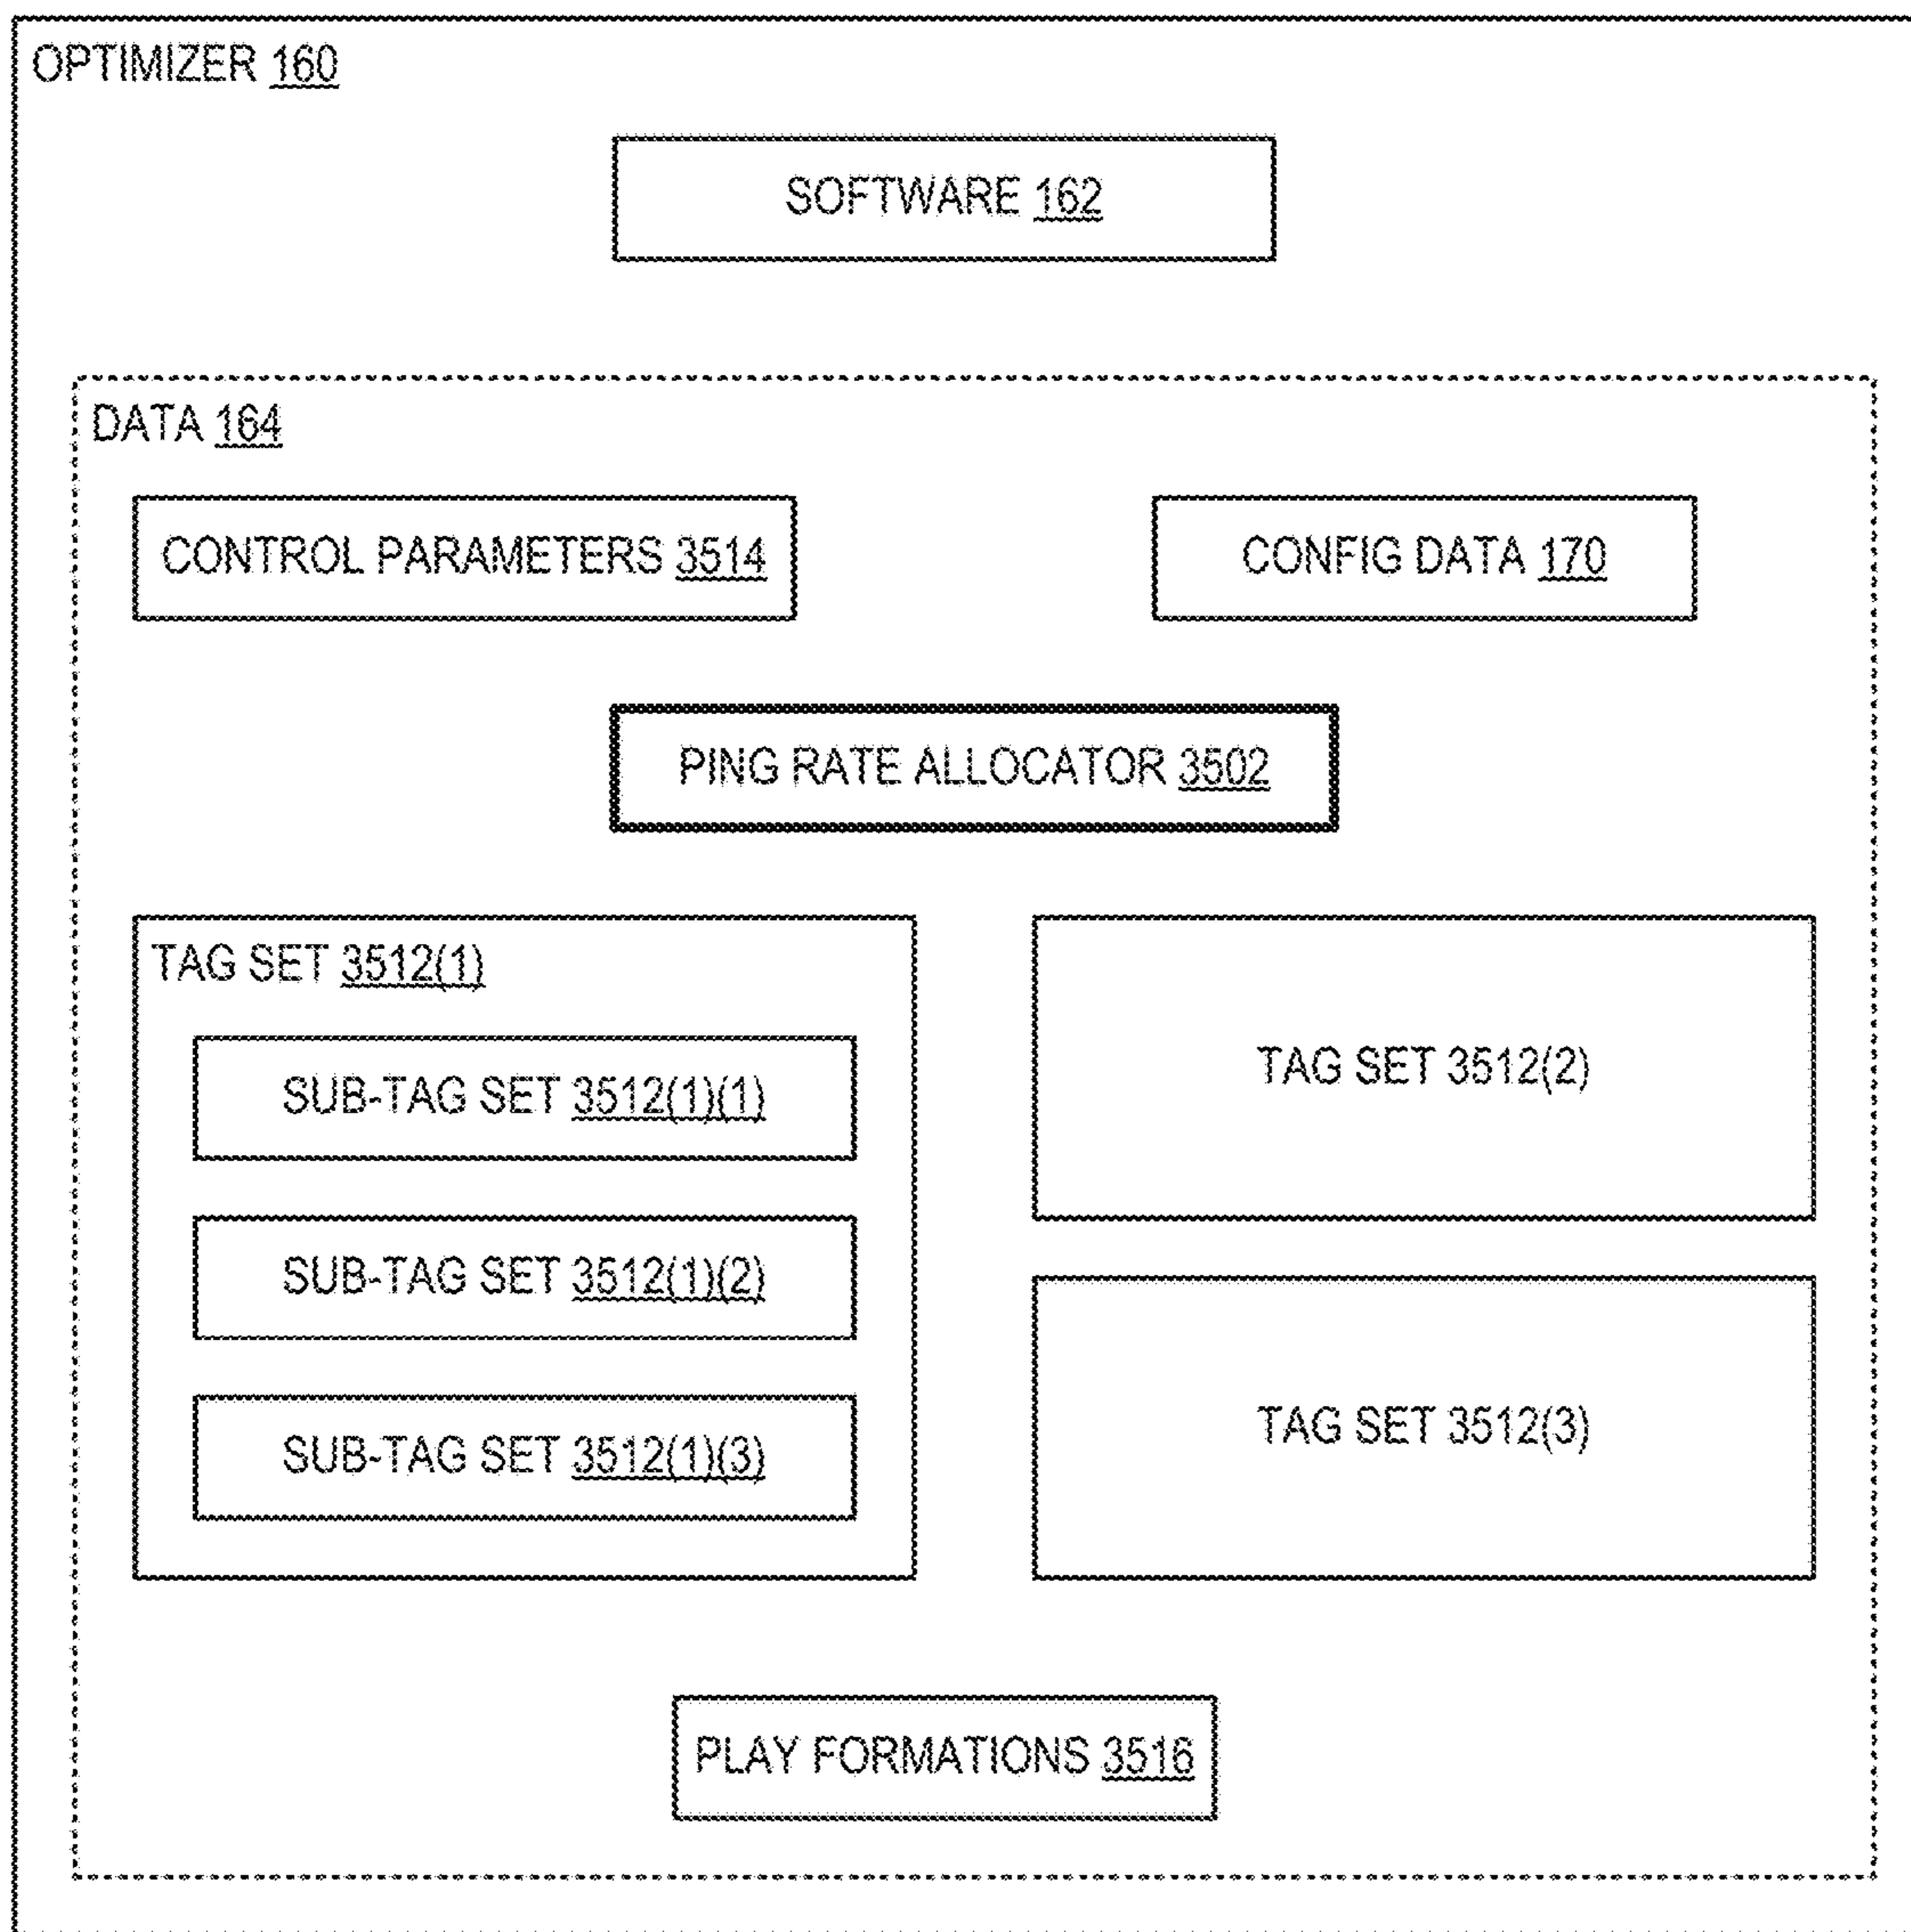 OPTIMIZER 160
SOFTWARE 162
DATA 164
CONTROL PARAMETERS 3514
CONFIG DATA 170
PING RATE ALLOCATOR 3502
TAG SET 3512(1)
SUB-TAG SET 3512(1)(1)
SUB-TAG SET 3512(1)(2)
SUB-TAG SET 3512(1)(3)
TAG SET 3512(2)
TAG SET 3512(3)
PLAY FORMATIONS 3516